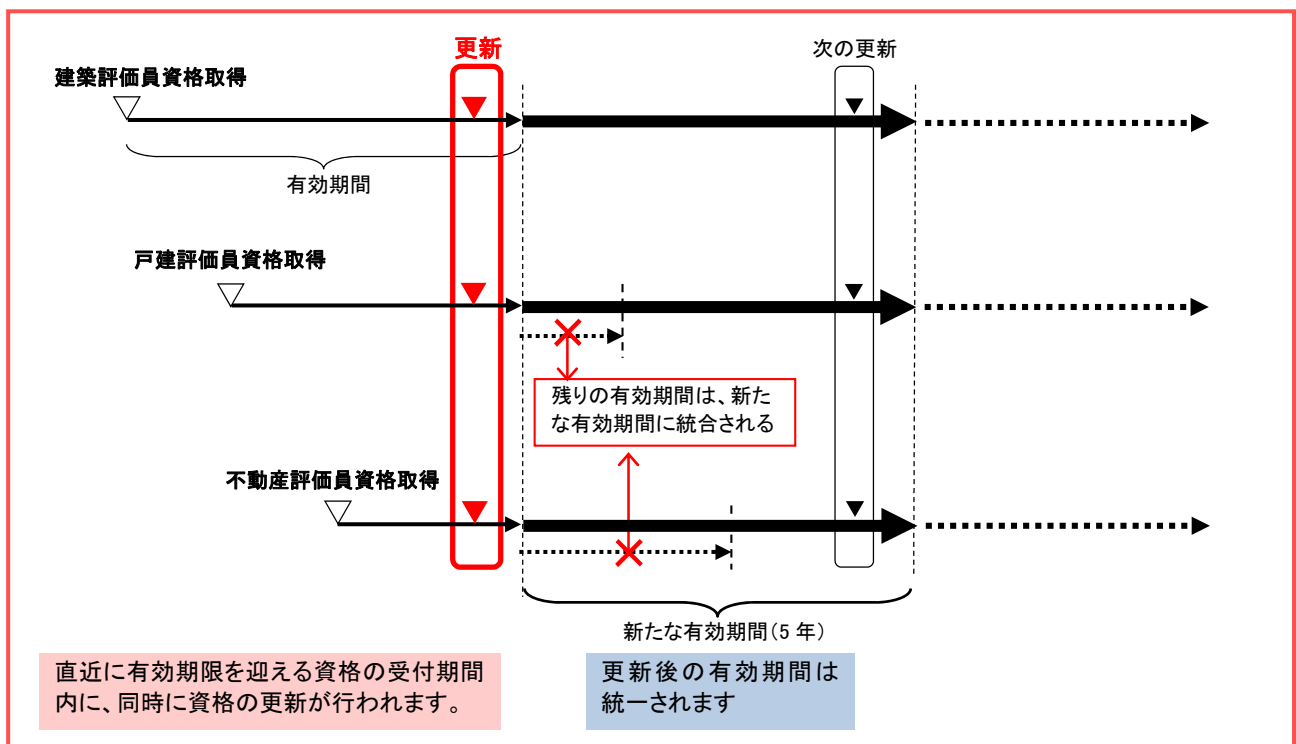 更新
次の更新
建築評価員資格取得
有効期間
戸建評価員資格取得
残りの有効期間は、新た
な有効期間に統合される
不動産評価員資格取得
新たな有効期間(5 年)
直近に有効期限を迎える資格の受付期間
内に、同時に資格の更新が行われます。
更新後の有効期間は
統一されます